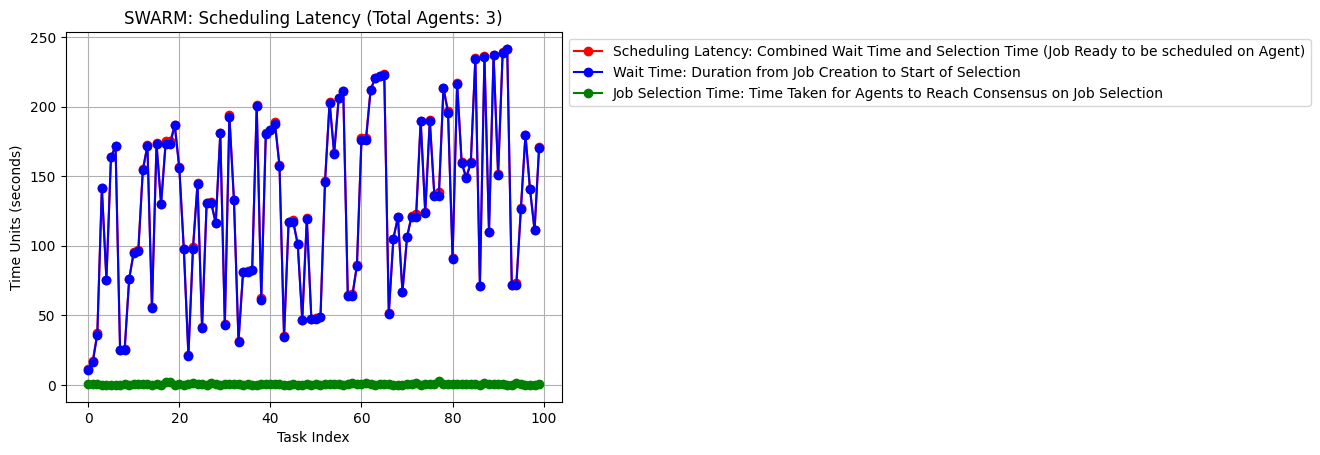 SWARM: Scheduling Latency (Total Agents: 3)
Scheduling Latency: Combined Wait Time and Selection Time (Job Ready to be scheduled on Agent)
Wait Time: Duration from Job Creation to Start of Selection
Job Selection Time: Time Taken for Agents to Reach Consensus on Job Selection
Time Units (seconds)
250
200
150
100
50
0
0 20 40 60 80 100
Task Index